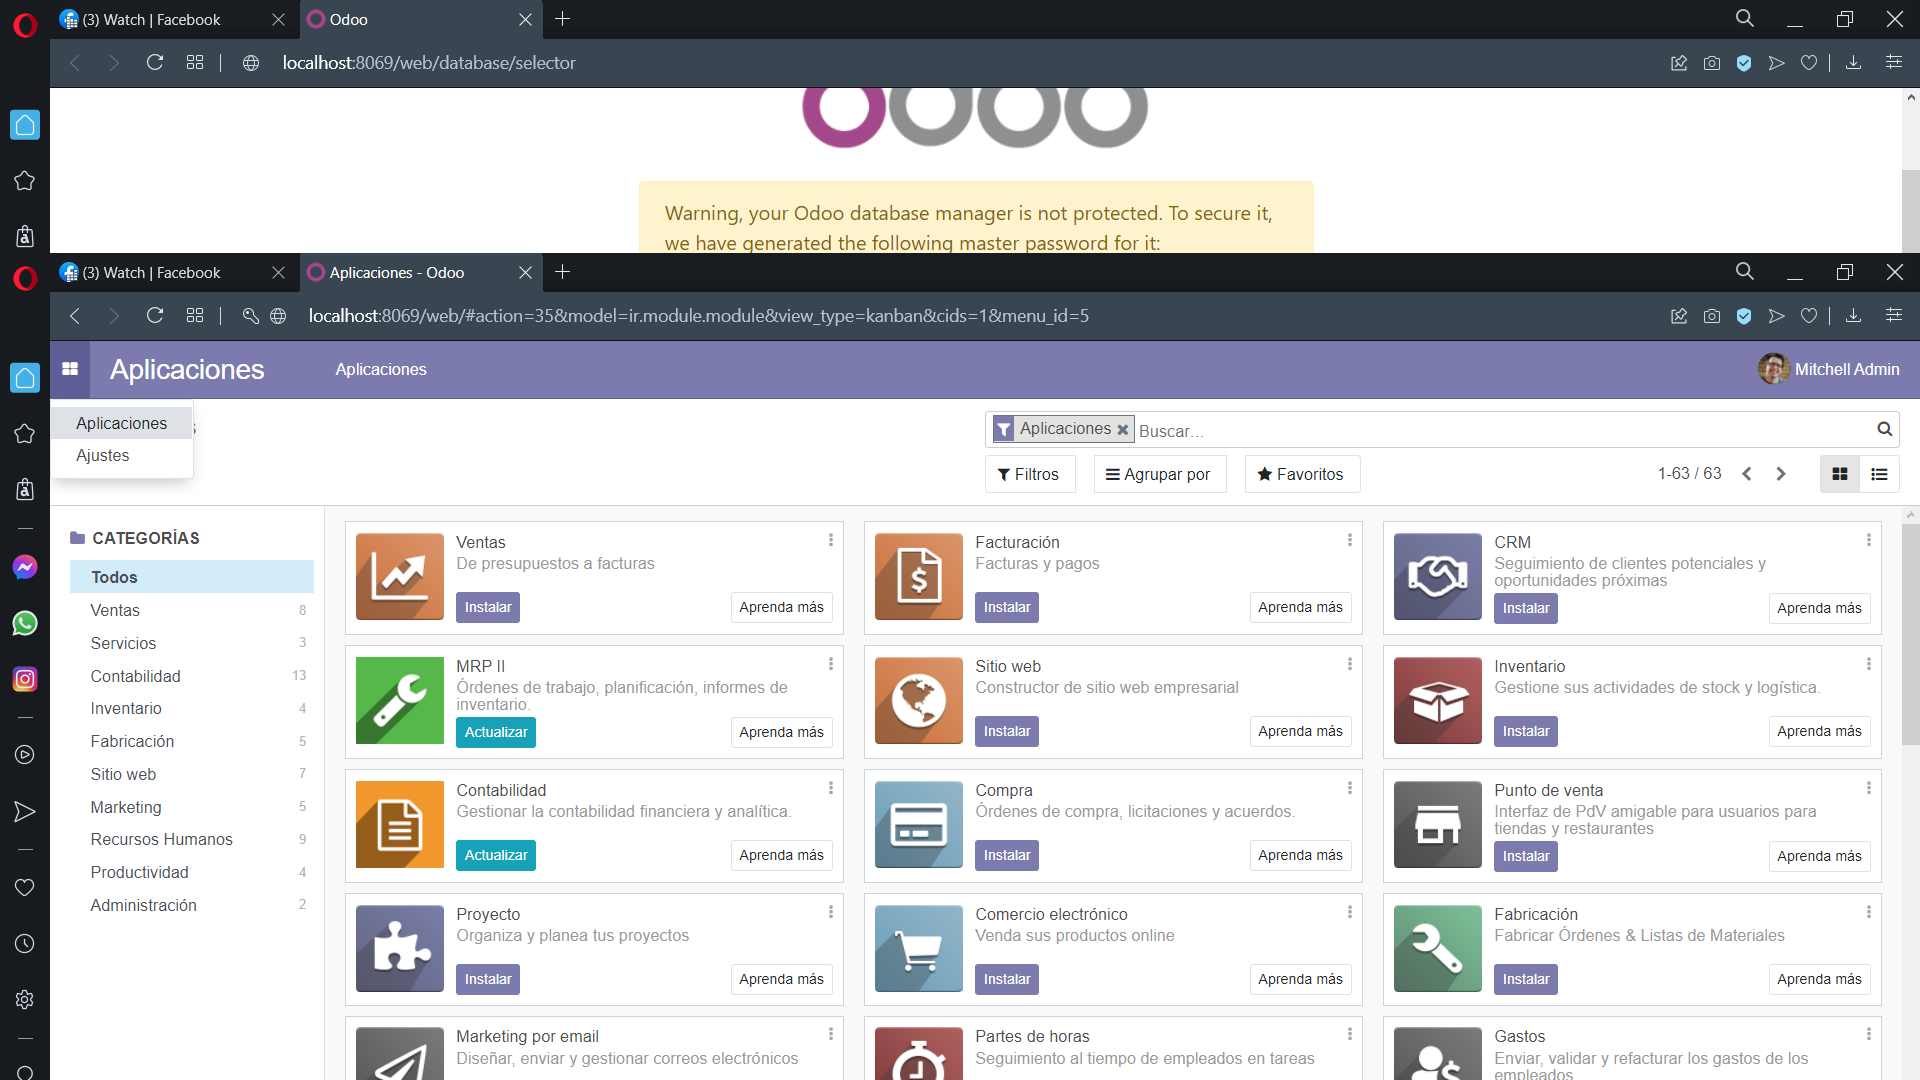 (3) Watch | Facebook
Odoo
localhost:8069/web/database/selector
odoo
Warning, your Odoo database manager is not protected. To secure it,
we have generated the following master password for it:
(3) Watch | Facebook
Aplicaciones - Odoo
localhost:8069/web/#action=35&model=ir.module.module&view_type=kanban&cids=1&menu_id=5
Aplicaciones
Aplicaciones
Mitchell Admin
Aplicaciones
Ajustes
Aplicaciones
Buscar...
Filtros
Agrupar por
Favoritos
1-63 / 63
CATEGORÍAS
Todos
Ventas 8
Servicios 3
Contabilidad 13
Inventario 4
Fabricación 5
Sitio web 7
Marketing 5
Recursos Humanos 9
Productividad 4
Administración 2
Ventas
De presupuestos a facturas
Instalar
Aprenda más
Facturación
Facturas y pagos
Instalar
Aprenda más
CRM
Seguimiento de clientes potenciales y
oportunidades próximas
Instalar
Aprenda más
MRP II
Órdenes de trabajo, planificación, informes de
inventario.
Actualizar
Aprenda más
Sitio web
Constructor de sitio web empresarial
Instalar
Aprenda más
Inventario
Gestione sus actividades de stock y logística.
Instalar
Aprenda más
Contabilidad
Gestionar la contabilidad financiera y analítica.
Actualizar
Aprenda más
Compra
Órdenes de compra, licitaciones y acuerdos.
Instalar
Aprenda más
Punto de venta
Interfaz de PdV amigable para usuarios para
tiendas y restaurantes
Instalar
Aprenda más
Proyecto
Organiza y planea tus proyectos
Instalar
Aprenda más
Comercio electrónico
Venda sus productos online
Instalar
Aprenda más
Fabricación
Fabricar Órdenes & Listas de Materiales
Instalar
Aprenda más
Marketing por email
Diseñar, enviar y gestionar correos electrónicos
Partes de horas
Seguimiento al tiempo de empleados en tareas
Gastos
Enviar, validar y refacturar los gastos de los
empleados